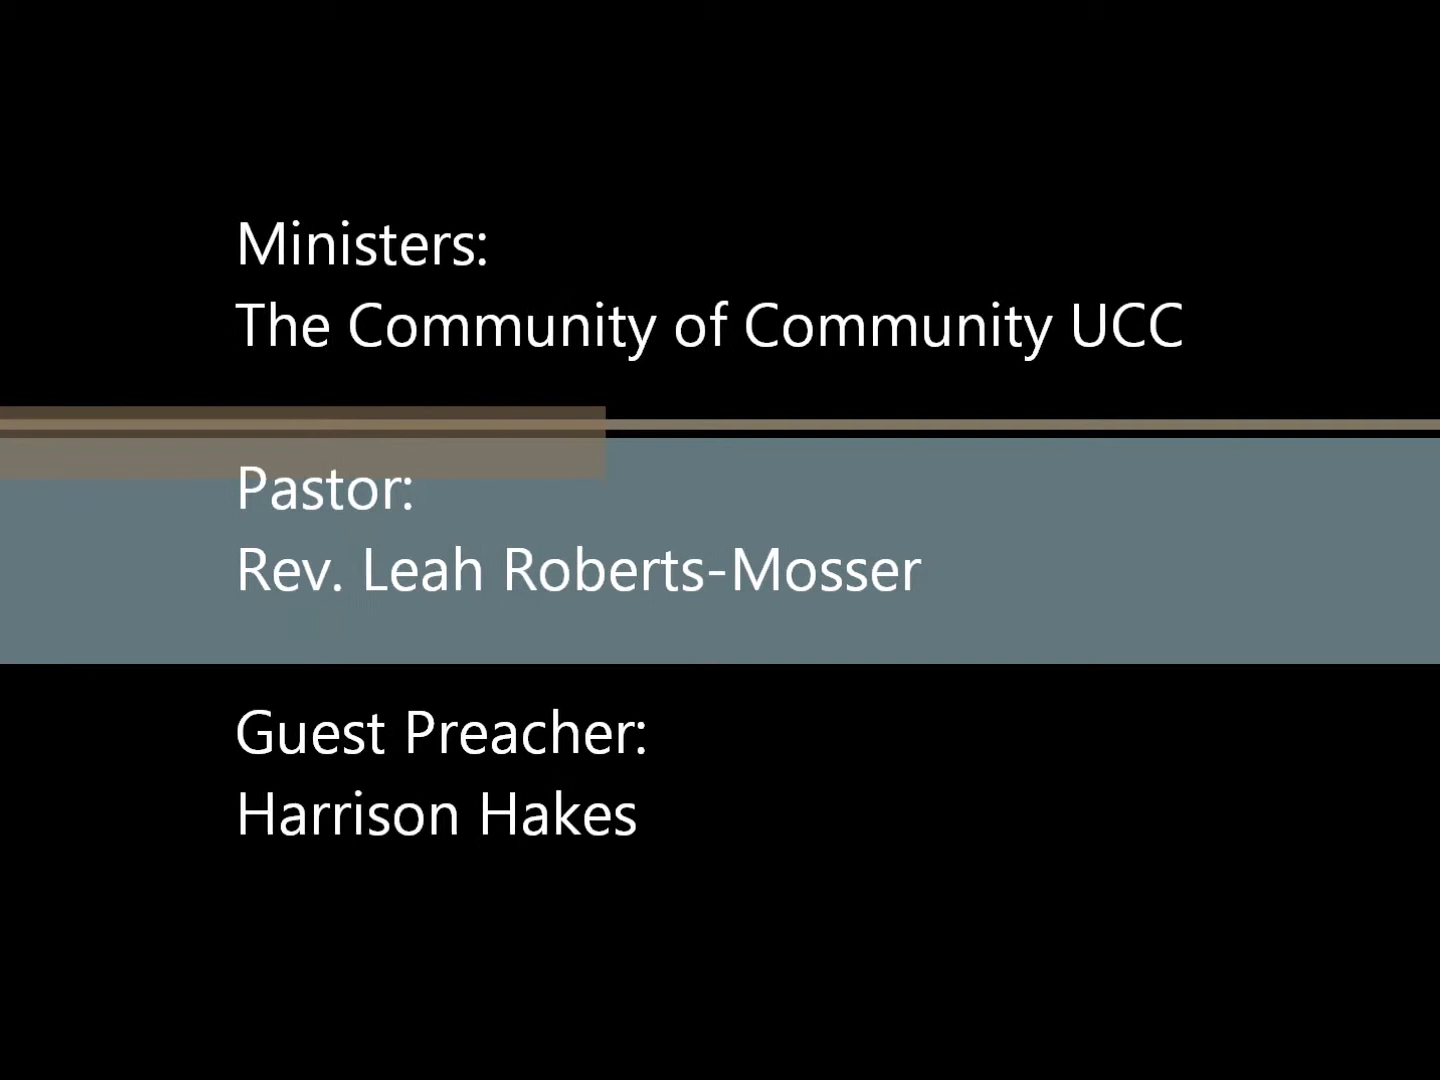 Ministers:
The Community of Community UCC
Pastor:
Rev. Leah Roberts-Mosser
Guest Preacher:
Harrison Hakes